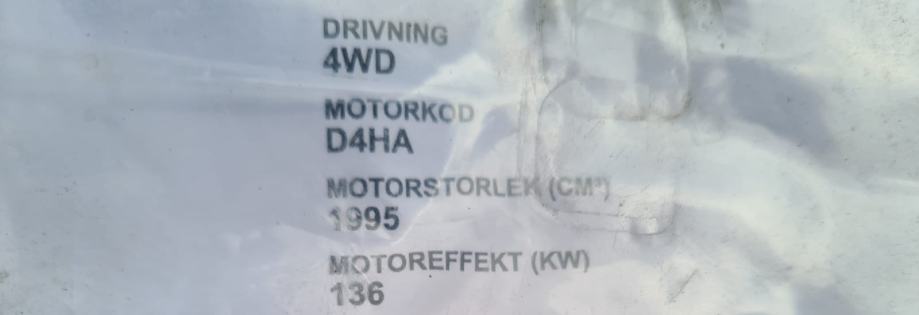 DRIVNING
4WD
MOTORKOD
D4HA
MOTORSTORLEK (CM³)
1995
MOTOREFFEKT (KW)
136